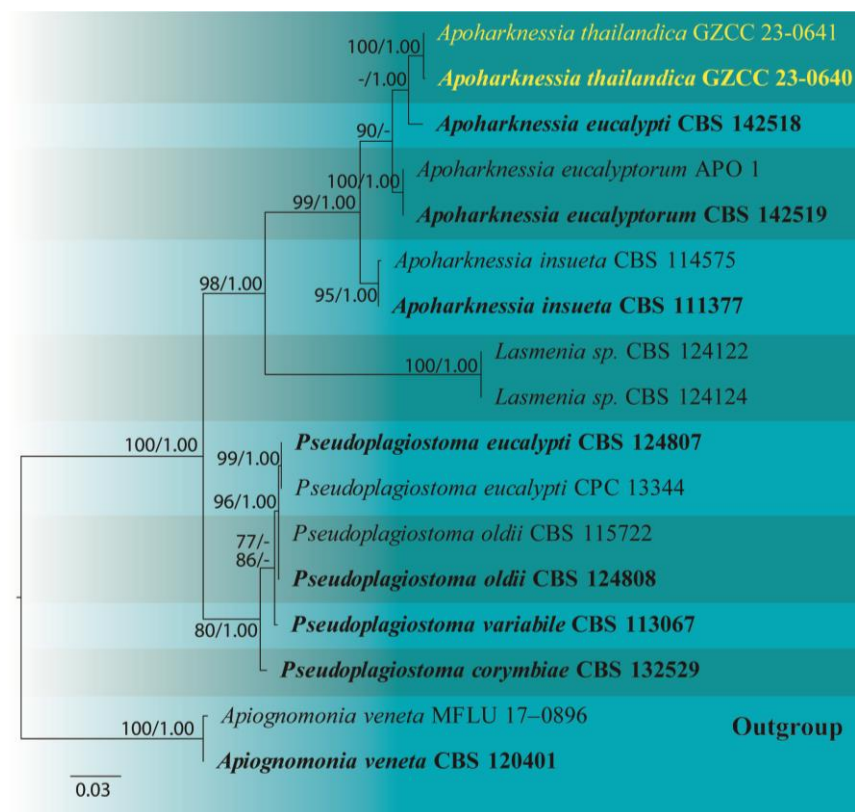 Apoharknessia thailandica GZCC 23-0641
100/1.00
Apoharknessia thailandica GZCC 23-0640
-/1.00
Apoharknessia eucalypti CBS 142518
90/-
Apoharknessia eucalyptorum APO 1
100/1.00
Apoharknessia eucalyptorum CBS 142519
99/1.00
Apoharknessia insueta CBS 114575
98/1.00
95/1.00
Apoharknessia insueta CBS 111377
Lasmenia sp. CBS 124122
100/1.00
Lasmenia sp. CBS 124124
100/1.00
Pseudoplagiostoma eucalypti CBS 124807
99/1.00
Pseudoplagiostoma eucalypti CPC 13344
96/1.00
Pseudoplagiostoma oldii CBS 115722
77/-
86/-
Pseudoplagiostoma oldii CBS 124808
Pseudoplagiostoma variabile CBS 113067
80/1.00
Pseudoplagiostoma corymbiae CBS 132529
Apiognomonia veneta MFLU 17–0896
100/1.00
Outgroup
Apiognomonia veneta CBS 120401
0.03